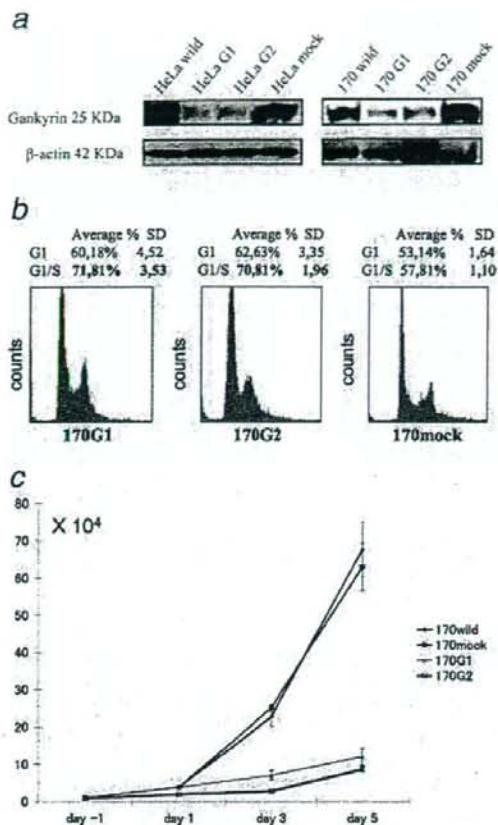 a
HeLa wild HeLa G1 HeLa G2 HeLa mock 170 wild 170 G1 170 G2 170 mock
Gankyrin 25 KDa
β-actin 42 KDa
b
Average % SD Average % SD Average % SD
G1 60,18% 4,52 G1 62,63% 3,35 G1 53,14% 1,64
G1/S 71,81% 3,53 G1/S 70,81% 1,96 G1/S 57,81% 1,10
counts counts counts
170G1 170G2 170mock
c
80
X 10⁴
70
60
50
40
30
20
10
0
170wild
170mock
170G1
170G2
day -1 day 1 day 3 day 5